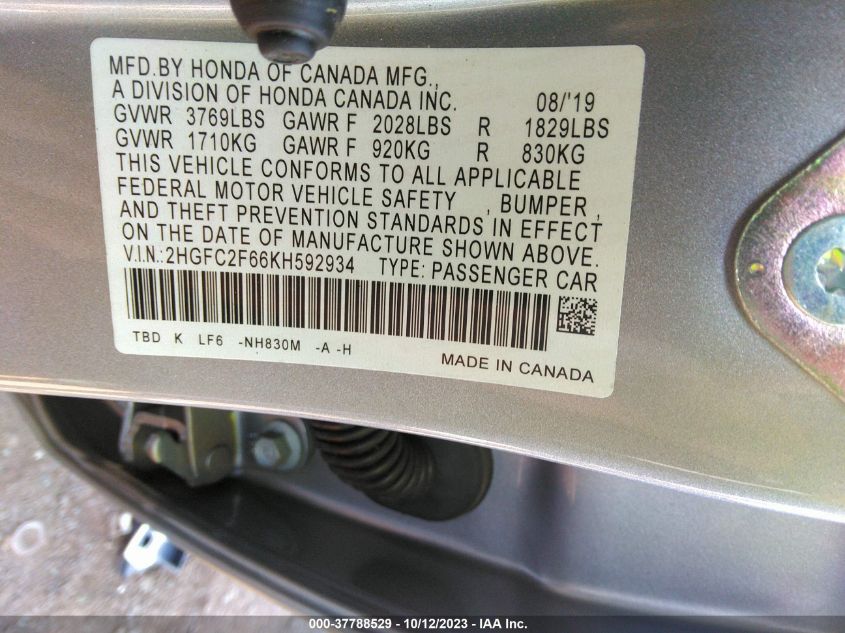 MFD.BY HONDA OF CANADA MFG.,
A DIVISION OF HONDA CANADA INC. 08/'19
GVWR 3769LBS GAWR F 2028LBS R 1829LBS
GVWR 1710KG GAWR F 920KG R 830KG
THIS VEHICLE CONFORMS TO ALL APPLICABLE
FEDERAL MOTOR VEHICLE SAFETY , BUMPER ,
AND THEFT PREVENTION STANDARDS IN EFFECT
ON THE DATE OF MANUFACTURE SHOWN ABOVE.
V.I.N.:2HGFC2F66KH592934 TYPE: PASSENGER CAR
TBD K LF6 -NH830M -A -H
MADE IN CANADA
000-37788529 - 10/12/2023 - IAA Inc.